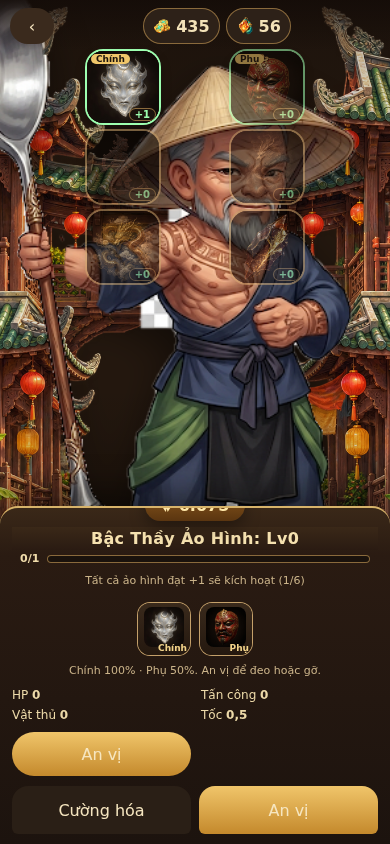 ‹ 435 56
Chính Phụ
+1 +0
+0 +0
+0 +0
Bậc Thầy Ảo Hình: Lv0
0/1
Tất cả ảo hình đạt +1 sẽ kích hoạt (1/6)
Chính Phụ
Chính 100% · Phụ 50%. An vị để đeo hoặc gỡ.
HP 0 Tấn công 0
Vật thủ 0 Tốc 0,5
An vị
Cường hóa An vị